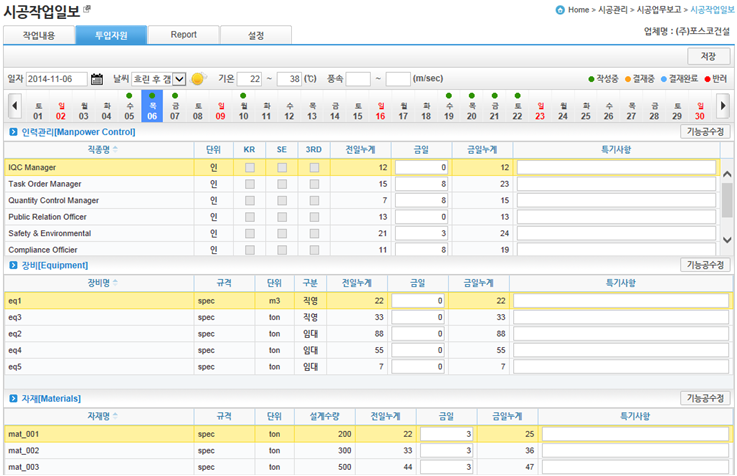 시공작업일보
Home > 시공관리 > 시공업무보고 > 시공작업일보
작업내용 투입자원 Report 설정
업체명 : (주)포스코건설
저장
일자 2014-11-06 날씨 흐린 후 갬 기온 22 ~ 38 (℃) 풍속 ~ (m/sec) 작성중 결재중 결재완료 반려
토 일 월 화 수 목 금 토 일 월 화 수 목 금 토 일 월 화 수 목 금 토 일 월 화 수 목 금 토 일
01 02 03 04 05 06 07 08 09 10 11 12 13 14 15 16 17 18 19 20 21 22 23 24 25 26 27 28 29 30
인력관리[Manpower Control] 기능공수정
직종명 단위 KR SE 3RD 전일누계 금일 금일누계 특기사항
IQC Manager 인 12 0 12
Task Order Manager 인 15 8 23
Quantity Control Manager 인 7 8 15
Public Relation Officer 인 13 0 13
Safety & Environmental 인 21 3 24
Compliance Officier 인 11 8 19
장비[Equipment] 기능공수정
장비명 규격 단위 구분 전일누계 금일 금일누계 특기사항
eq1 spec m3 직영 22 0 22
eq3 spec ton 직영 33 0 33
eq2 spec ton 임대 88 0 88
eq4 spec ton 임대 55 0 55
eq5 spec ton 임대 7 0 7
자재[Materials] 기능공수정
자재명 규격 단위 설계수량 전일누계 금일 금일누계 특기사항
mat_001 spec ton 200 22 3 25
mat_002 spec ton 300 33 3 36
mat_003 spec ton 500 44 3 47